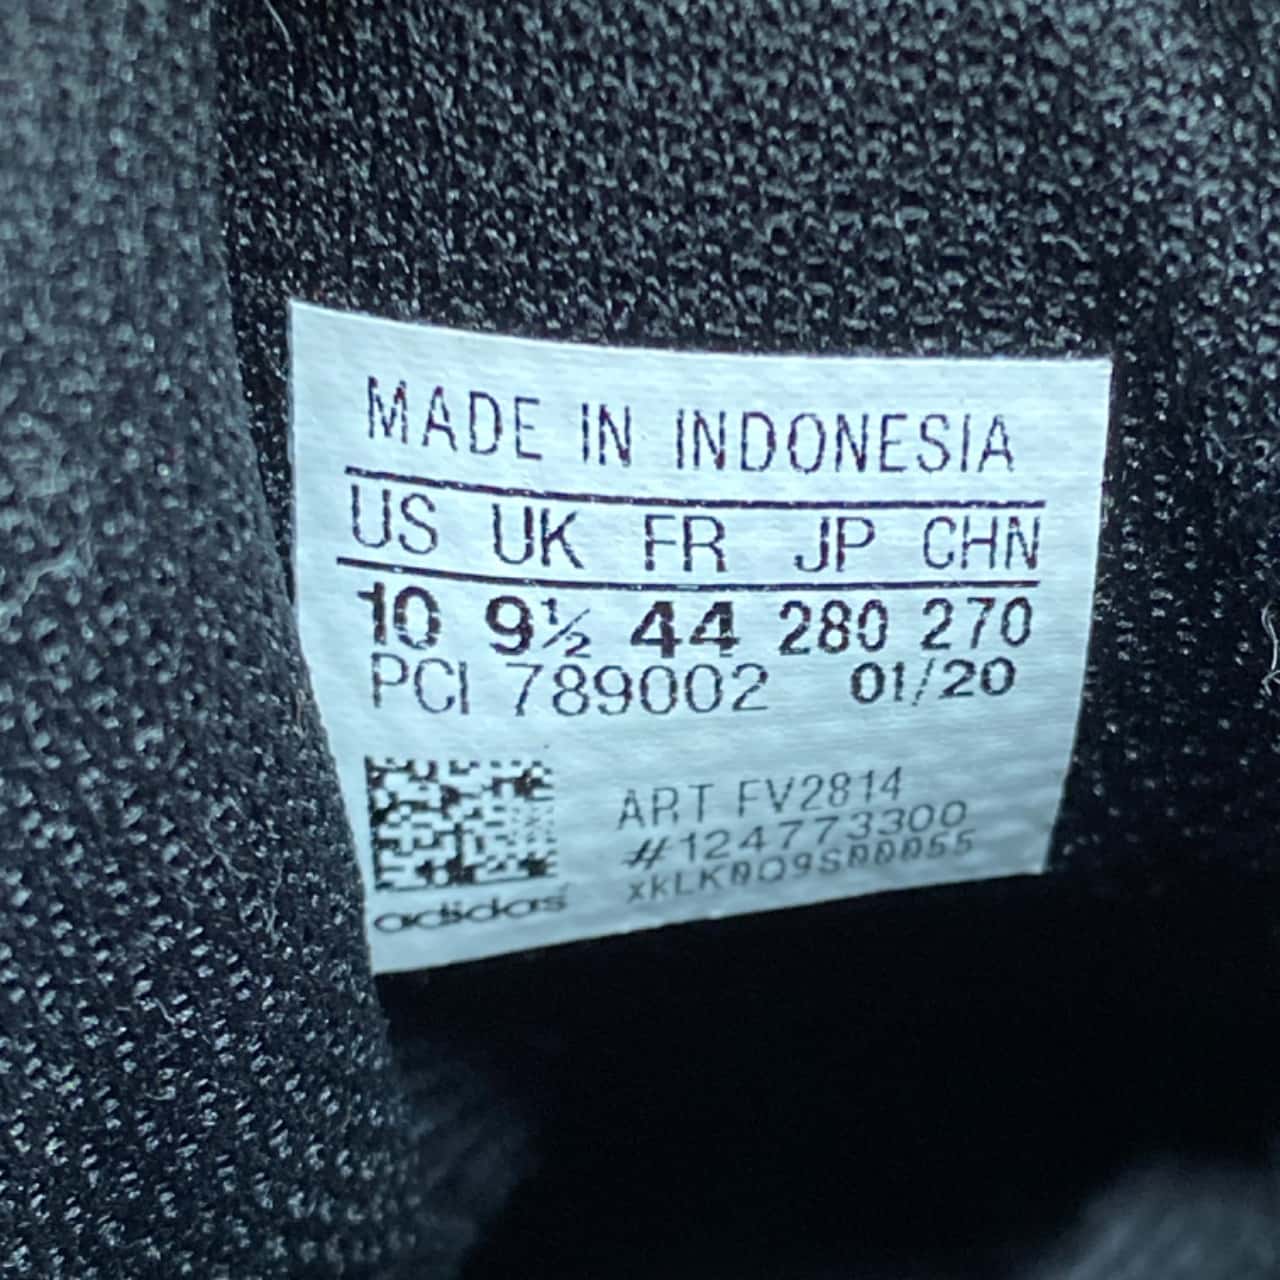 MADE IN INDONESIA
US UK FR JP CHN
10 9½ 44 280 270
PCI 789002 01/20
ART FV2814
#124773300
xkLK0Q9S00055
adidas